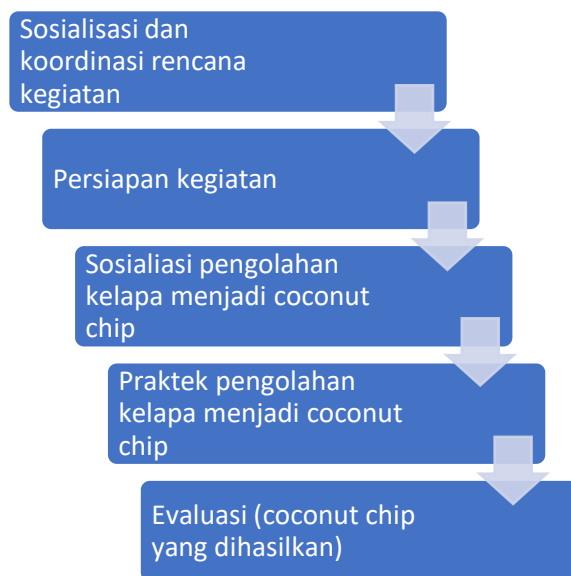 Sosialisasi dan
koordinasi rencana
kegiatan
Persiapan kegiatan
Sosialiasi pengolahan
kelapa menjadi coconut
chip
Praktek pengolahan
kelapa menjadi coconut
chip
Evaluasi (coconut chip
yang dihasilkan)